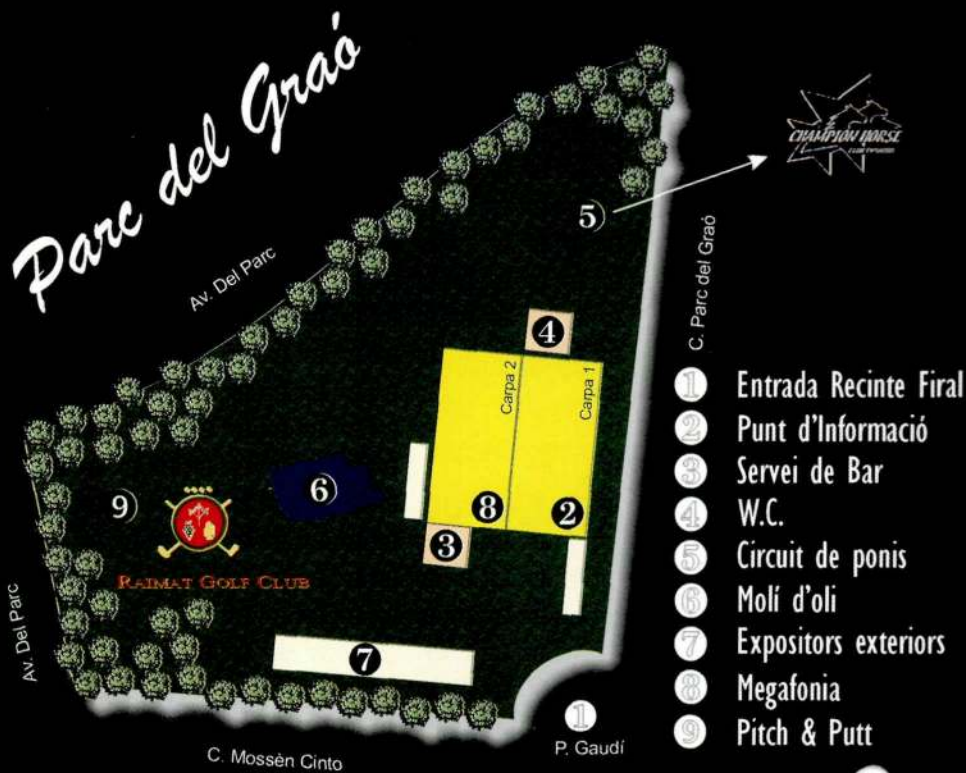 Parc del Graó
CHAMPION HORSE
Av. Del Parc
5
C. Parc del Graó
4
Carpa 2
Carpa 1
9
6
8
2
3
RAIMAT GOLF CLUB
Av. Del Parc
7
1
P. Gaudí
C. Mossèn Cinto
1 Entrada Recinte Firal
2 Punt d'Informació
3 Servei de Bar
4 W.C.
5 Circuit de ponis
6 Molí d'oli
7 Expositors exteriors
8 Megafonia
9 Pitch & Putt